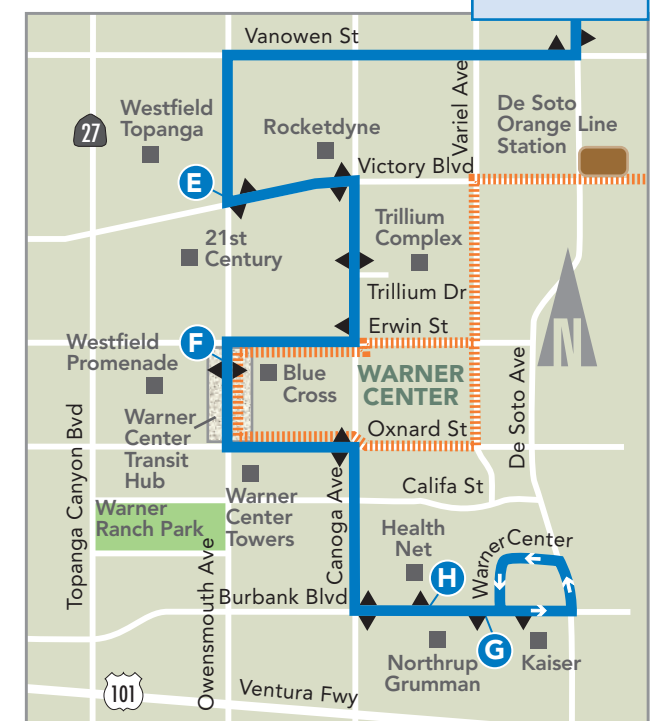 Vanowen St
Westfield
Topanga
27
Rocketdyne
Variel Ave
De Soto
Orange Line
Station
Victory Blvd
E
21st
Century
Trillium
Complex
Trillium Dr
Erwin St
N
Westfield
Promenade
F
Blue
Cross
WARNER
CENTER
De Soto Ave
Warner
Center
Transit
Hub
Oxnard St
Topanga Canyon Bvd
Warner
Ranch Park
Warner
Center
Towers
Canoga Ave
Califa St
Health
Net
Warner Center
Owensmouth Ave
Burbank Blvd
H
G
Northrup
Grumman
Kaiser
101
Ventura Fwy